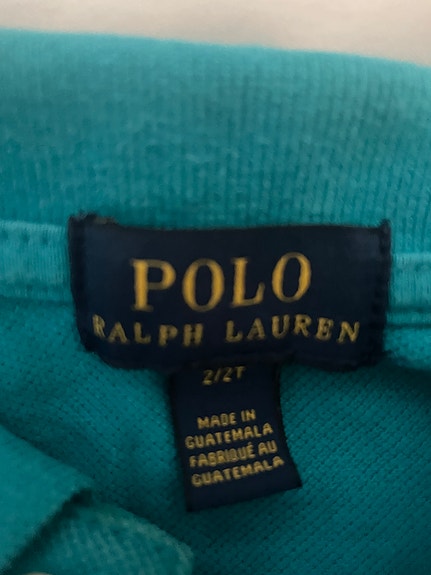 POLO
RALPH LAUREN
2/2T
MADE IN
GUATEMALA
FABRIQUÉ AU
GUATEMALA